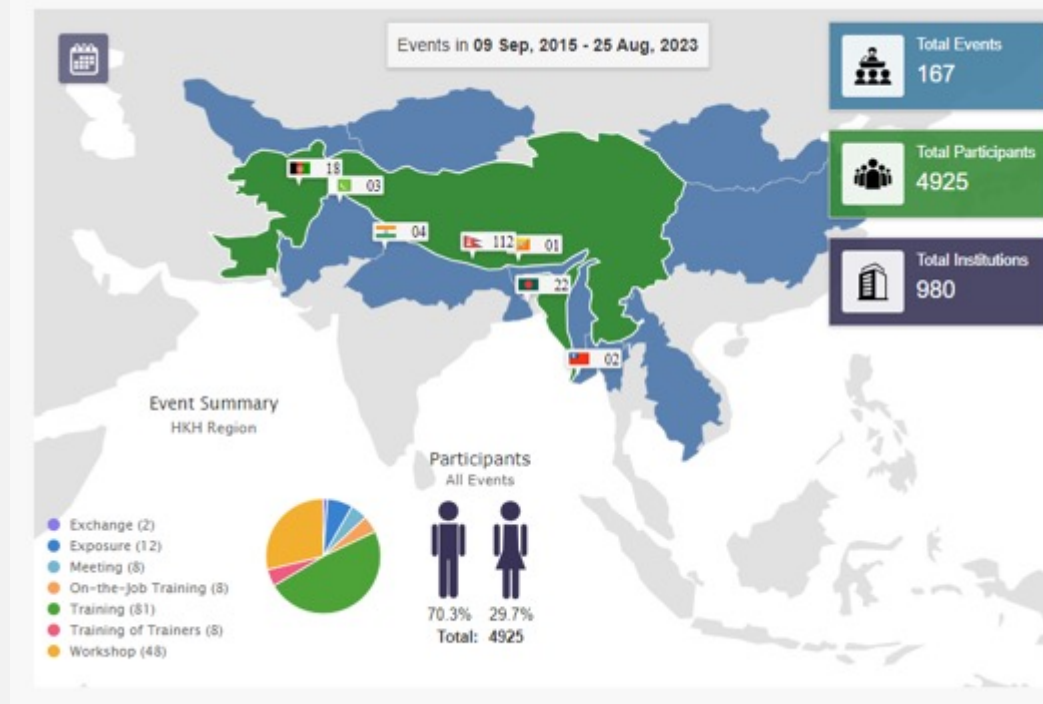 Events in 09 Sep, 2015 - 25 Aug, 2023
Total Events
167
Total Participants
4925
Total Institutions
980
18
03
04
112
01
22
02
Event Summary
HKH Region
Exchange (2)
Exposure (12)
Meeting (8)
On-the-Job Training (8)
Training (81)
Training of Trainers (8)
Workshop (48)
Participants
All Events
70.3% 29.7%
Total: 4925